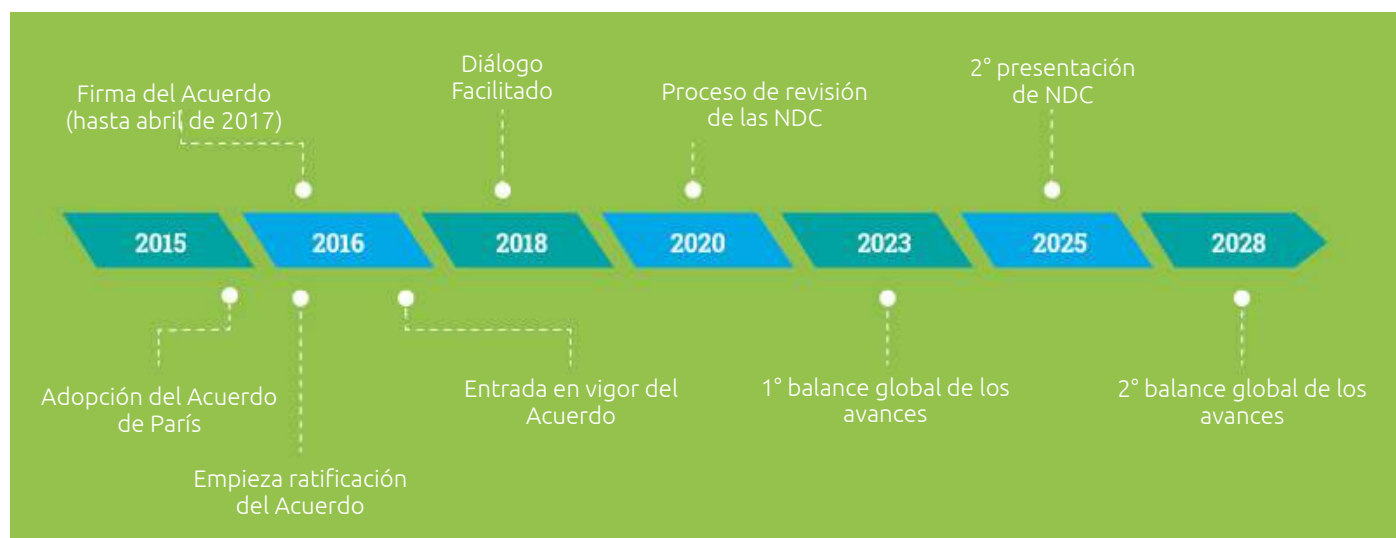 Firma del Acuerdo
(hasta abril de 2017)
Diálogo
Facilitado
Proceso de revisión
de las NDC
2° presentación
de NDC
2015
2016
2018
2020
2023
2025
2028
Adopción del Acuerdo
de París
Empieza ratificación
del Acuerdo
Entrada en vigor del
Acuerdo
1° balance global de los
avances
2° balance global de los
avances